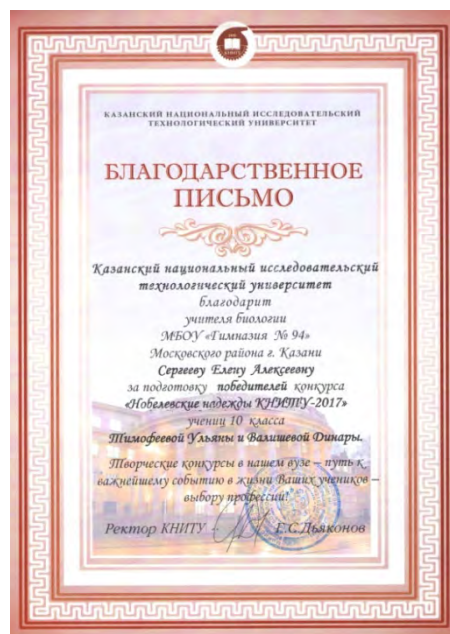 КАЗАНСКИЙ НАЦИОНАЛЬНЫЙ ИССЛЕДОВАТЕЛЬСКИЙ
ТЕХНОЛОГИЧЕСКИЙ УНИВЕРСИТЕТ
БЛАГОДАРСТВЕННОЕ
ПИСЬМО
Казанский национальный исследовательский
технологический университет
благодарит
учителя биологии
МБОУ «Гимназия № 94»
Московского района г. Казани
Сергееву Елену Алексеевну
за подготовку победителей конкурса
«Нобелевские надежды КНИТУ-2017»
учениц 10 класса
Тимофеевой Ульяны и Валишевой Динары.
Творческие конкурсы в нашем вузе – путь к
важнейшему событию в жизни Ваших учеников –
выбору профессии!
Ректор КНИТУ – Г.С.Дьяконов